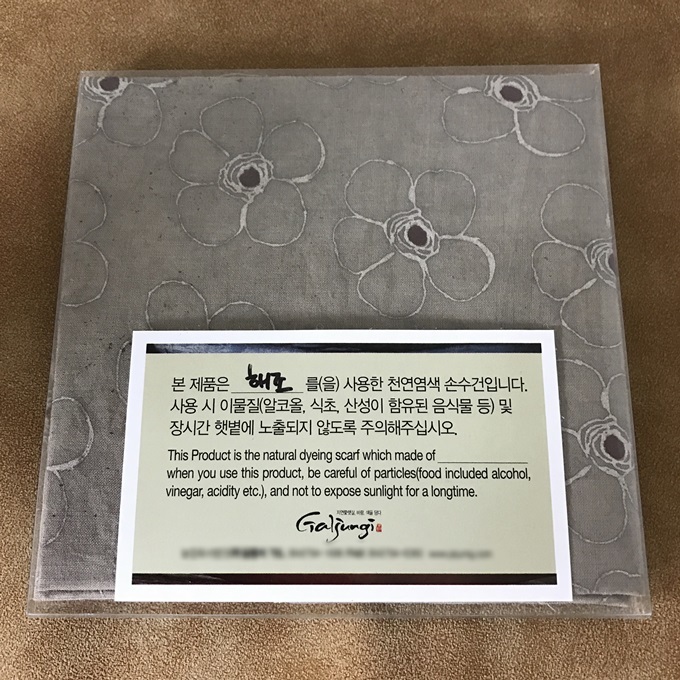 본 제품은 해포 를(을) 사용한 천연염색 손수건입니다.
사용 시 이물질(알코올, 식초, 산성이 함유된 음식물 등) 및
장시간 햇볕에 노출되지 않도록 주의해주십시오.
This Product is the natural dyeing scarf which made of
when you use this product, be careful of particles(food included alcohol,
vinegar, acidity etc.), and not to expose sunlight for a longtime.
Galjungi